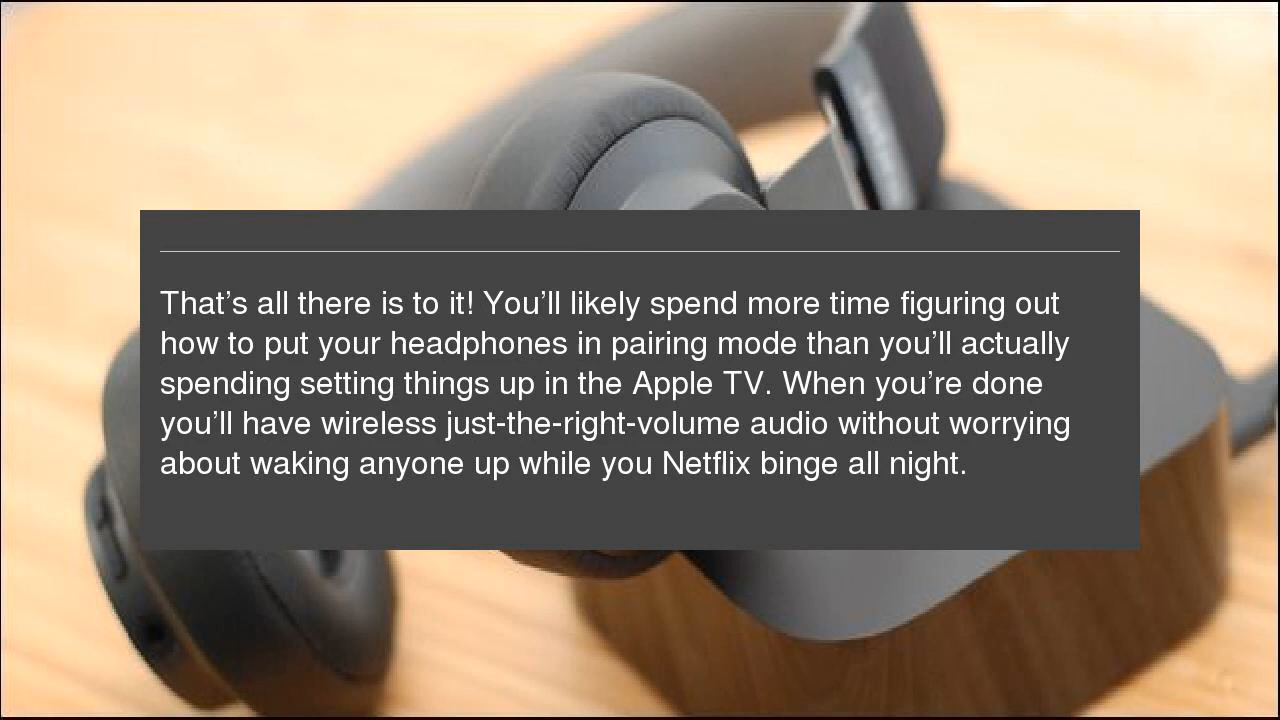 That’s all there is to it! You’ll likely spend more time figuring out
how to put your headphones in pairing mode than you’ll actually
spending setting things up in the Apple TV. When you’re done
you’ll have wireless just-the-right-volume audio without worrying
about waking anyone up while you Netflix binge all night.